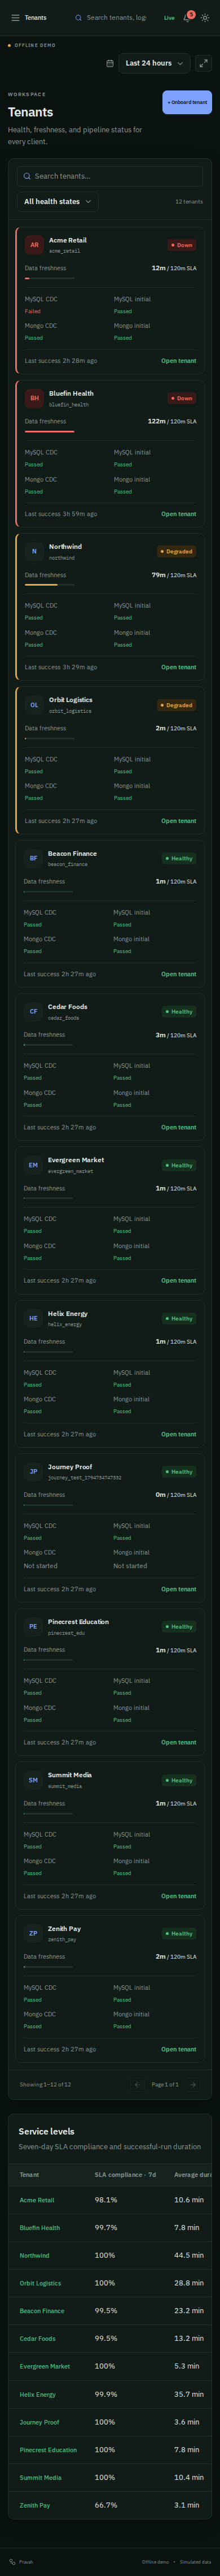 Tenants
Search tenants, log
Live
5
OFFLINE DEMO
Last 24 hours
WORKSPACE
Tenants
Health, freshness, and pipeline status for
every client.
+ Onboard tenant
Search tenants...
All health states
12 tenants
AR
Acme Retail
acme_retail
Down
Data freshness
12m / 120m SLA
MySQL CDC
MySQL initial
Failed
Passed
Mongo CDC
Mongo initial
Passed
Passed
Last success 2h 28m ago
Open tenant
BH
Bluefin Health
bluefin_health
Down
Data freshness
122m / 120m SLA
MySQL CDC
MySQL initial
Passed
Passed
Mongo CDC
Mongo initial
Passed
Passed
Last success 3h 59m ago
Open tenant
N
Northwind
northwind
Degraded
Data freshness
79m / 120m SLA
MySQL CDC
MySQL initial
Passed
Passed
Mongo CDC
Mongo initial
Passed
Passed
Last success 3h 29m ago
Open tenant
OL
Orbit Logistics
orbit_logistics
Degraded
Data freshness
2m / 120m SLA
MySQL CDC
MySQL initial
Passed
Passed
Mongo CDC
Mongo initial
Passed
Passed
Last success 2h 27m ago
Open tenant
BF
Beacon Finance
beacon_finance
Healthy
Data freshness
1m / 120m SLA
MySQL CDC
MySQL initial
Passed
Passed
Mongo CDC
Mongo initial
Passed
Passed
Last success 2h 27m ago
Open tenant
CF
Cedar Foods
cedar_foods
Healthy
Data freshness
3m / 120m SLA
MySQL CDC
MySQL initial
Passed
Passed
Mongo CDC
Mongo initial
Passed
Passed
Last success 2h 27m ago
Open tenant
EM
Evergreen Market
evergreen_market
Healthy
Data freshness
1m / 120m SLA
MySQL CDC
MySQL initial
Passed
Passed
Mongo CDC
Mongo initial
Passed
Passed
Last success 2h 27m ago
Open tenant
HE
Helix Energy
helix_energy
Healthy
Data freshness
1m / 120m SLA
MySQL CDC
MySQL initial
Passed
Passed
Mongo CDC
Mongo initial
Passed
Passed
Last success 2h 27m ago
Open tenant
JP
Journey Proof
Healthy
Data freshness
0m / 120m SLA
MySQL CDC
MySQL initial
Passed
Passed
Mongo CDC
Mongo initial
Not started
Not started
Last success 2h 27m ago
Open tenant
PE
Pinecrest Education
pinecrest_edu
Healthy
Data freshness
1m / 120m SLA
MySQL CDC
MySQL initial
Passed
Passed
Mongo CDC
Mongo initial
Passed
Passed
Last success 2h 27m ago
Open tenant
SM
Summit Media
summit_media
Healthy
Data freshness
1m / 120m SLA
MySQL CDC
MySQL initial
Passed
Passed
Mongo CDC
Mongo initial
Passed
Passed
Last success 2h 27m ago
Open tenant
ZP
Zenith Pay
zenith_pay
Healthy
Data freshness
2m / 120m SLA
MySQL CDC
MySQL initial
Passed
Passed
Mongo CDC
Mongo initial
Passed
Passed
Last success 2h 27m ago
Open tenant
Showing 1–12 of 12
Page 1 of 1
Service levels
Seven-day SLA compliance and successful-run duration
Tenant
SLA compliance · 7d
Average dura
Acme Retail
98.1%
10.6 min
Bluefin Health
99.7%
7.8 min
Northwind
100%
44.5 min
Orbit Logistics
100%
28.8 min
Beacon Finance
99.5%
23.2 min
Cedar Foods
99.5%
13.2 min
Evergreen Market
100%
5.3 min
Helix Energy
99.9%
35.7 min
Journey Proof
100%
3.6 min
Pinecrest Education
100%
7.8 min
Summit Media
100%
10.4 min
Zenith Pay
66.7%
3.1 min
Offline demo • Simulated data